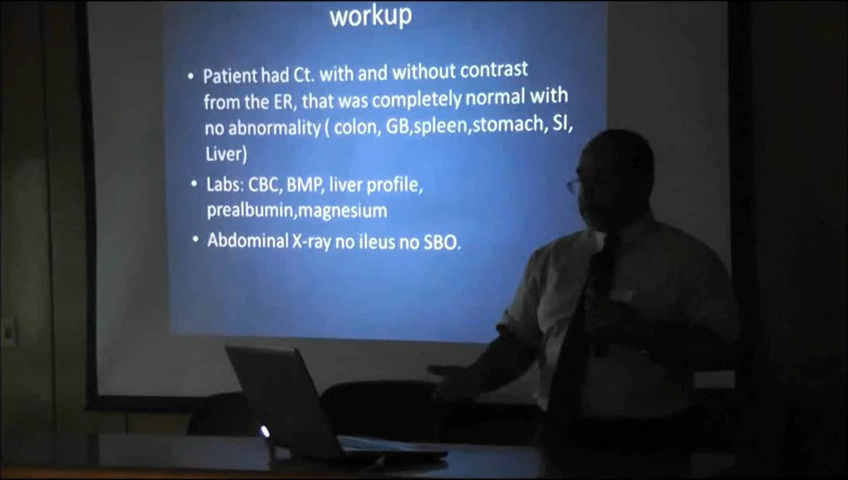 workup
• Patient had Ct. with and without contrast
from the ER, that was completely normal with
no abnormality ( colon, GB,spleen,stomach, SI,
Liver)
• Labs: CBC, BMP, liver profile,
prealbumin,magnesium
• Abdominal X-ray no ileus no SBO.